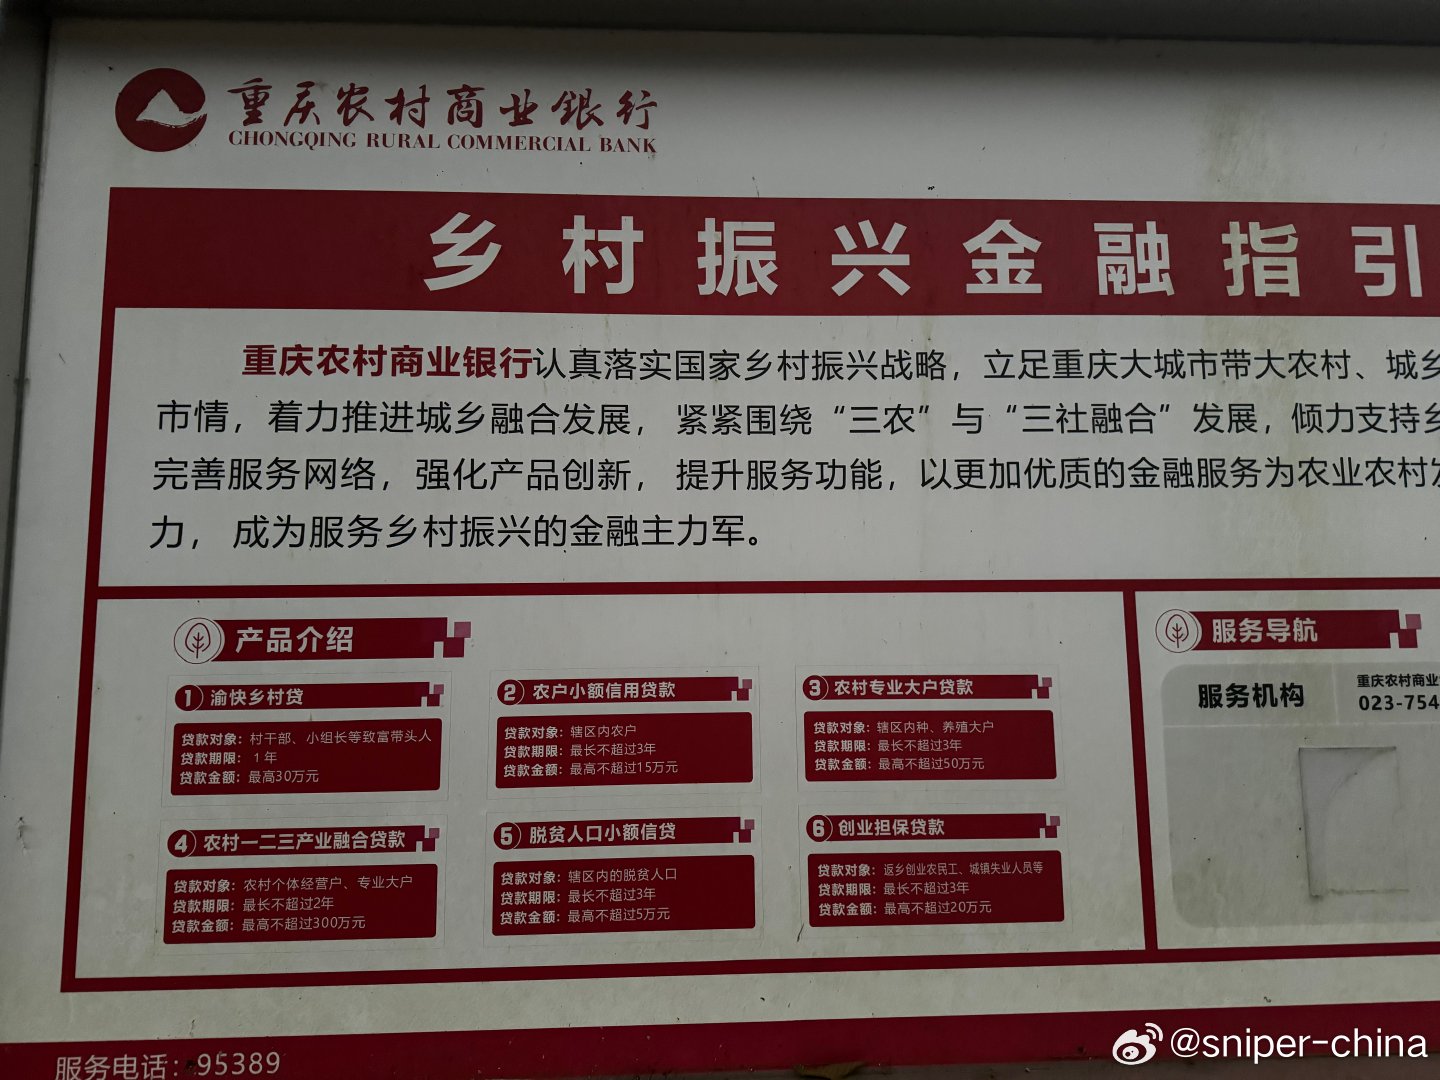 重庆农村商业银行
CHONGQING RURAL COMMERCIAL BANK
乡村振兴金融指引
重庆农村商业银行认真落实国家乡村振兴战略，立足重庆大城市带大农村、城乡
市情，着力推进城乡融合发展，紧紧围绕“三农”与“三社融合”发展，倾力支持乡
完善服务网络，强化产品创新，提升服务功能，以更加优质的金融服务为农业农村发
力，成为服务乡村振兴的金融主力军。
产品介绍
1 渝快乡村贷
贷款对象：村干部、小组长等致富带头人
贷款期限：1年
贷款金额：最高30万元
2 农户小额信用贷款
贷款对象：辖区内农户
贷款期限：最长不超过3年
贷款金额：最高不超过15万元
3 农村专业大户贷款
贷款对象：辖区内种、养殖大户
贷款期限：最长不超过3年
贷款金额：最高不超过50万元
4 农村一二三产业融合贷款
贷款对象：农村个体经营户、专业大户
贷款期限：最长不超过2年
贷款金额：最高不超过300万元
5 脱贫人口小额信贷
贷款对象：辖区内的脱贫人口
贷款期限：最长不超过3年
贷款金额：最高不超过5万元
6 创业担保贷款
贷款对象：返乡创业农民工、城镇失业人员等
贷款期限：最长不超过3年
贷款金额：最高不超过20万元
服务导航
服务机构
重庆农村商业
023-754
服务电话：95389
@sniper-china